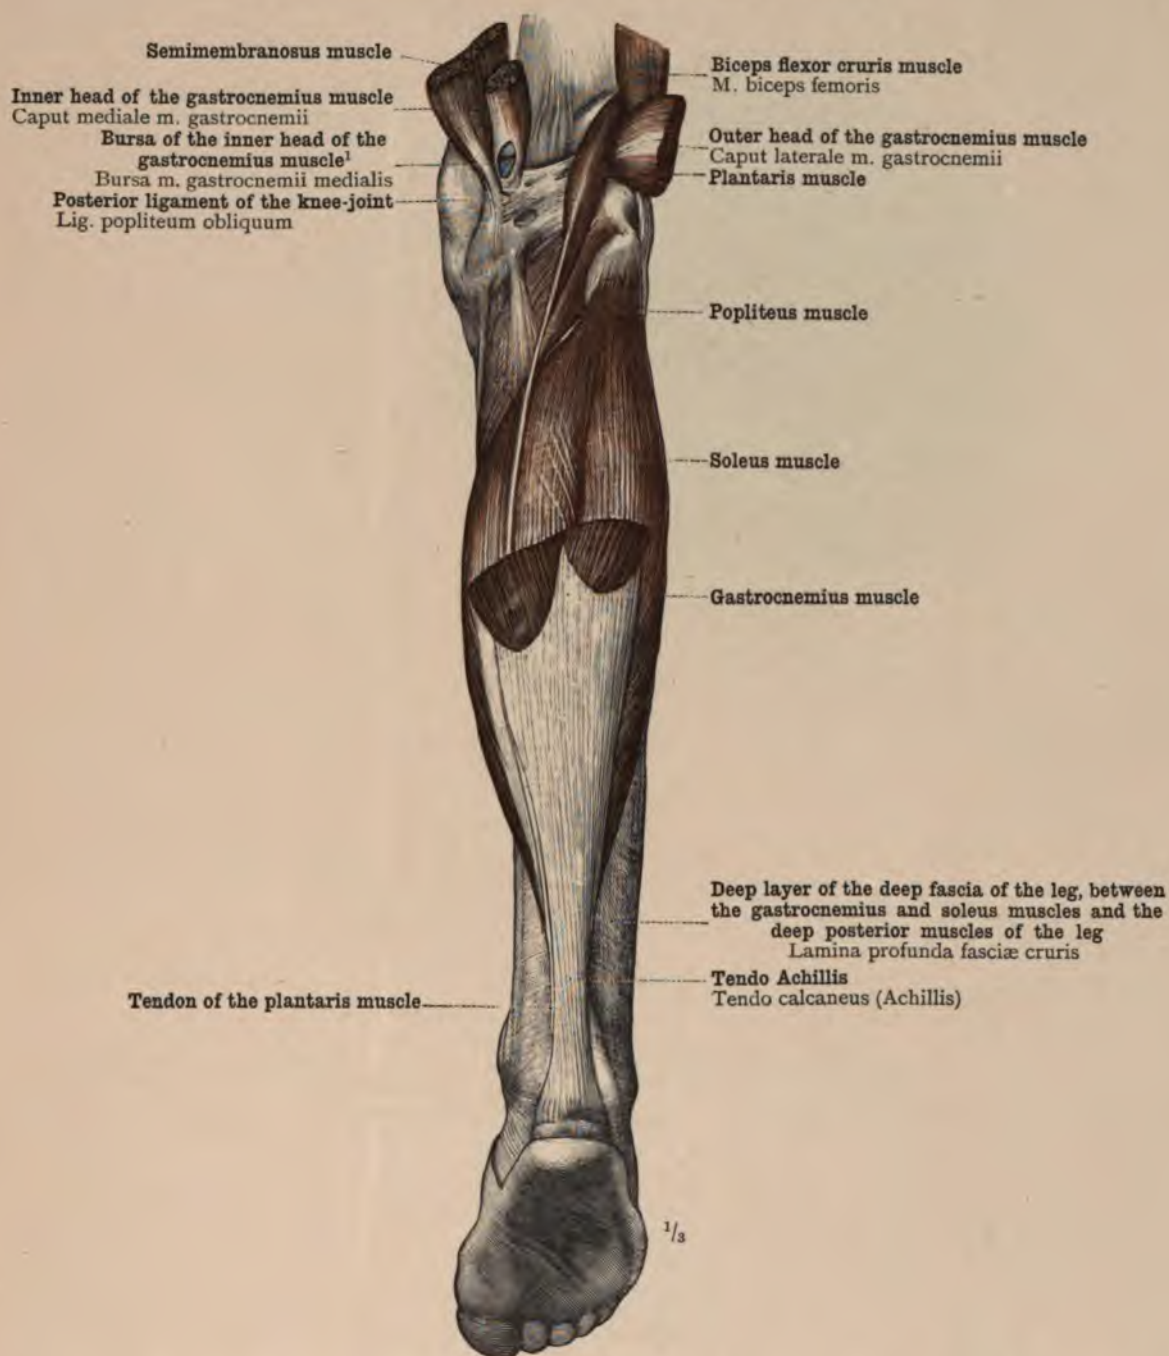 Semimembranosus muscle
Inner head of the gastrocnemius muscle
Caput mediale m. gastrocnemii
Bursa of the inner head of the
gastrocnemius muscle¹
Bursa m. gastrocnemii medialis
Posterior ligament of the knee-joint
Lig. popliteum obliquum
Tendon of the plantaris muscle
Biceps flexor cruris muscle
M. biceps femoris
Outer head of the gastrocnemius muscle
Caput laterale m. gastrocnemii
Plantaris muscle
Popliteus muscle
Soleus muscle
Gastrocnemius muscle
Deep layer of the deep fascia of the leg, between
the gastrocnemius and soleus muscles and the
deep posterior muscles of the leg
Lamina profunda fasciæ cruris
Tendo Achillis
Tendo calcaneus (Achillis)
1/3